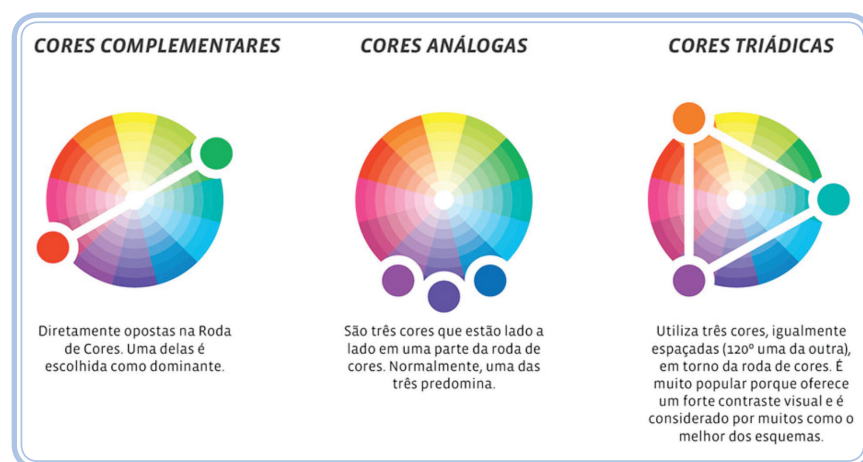 CORES COMPLEMENTARES
Diretamente opostas na Roda
de Cores. Uma delas é
escolhida como dominante.
CORES ANÁLOGAS
São três cores que estão lado a
lado em uma parte da roda de
cores. Normalmente, uma das
três predomina.
CORES TRIÁDICAS
Utiliza três cores, igualmente
espaçadas (120º uma da outra),
em torno da roda de cores. É
muito popular porque oferece
um forte contraste visual e é
considerado por muitos como o
melhor dos esquemas.